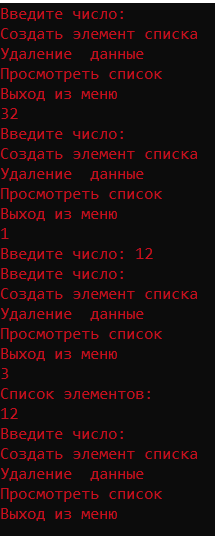 Введите число:
Создать элемент списка
Удаление  данные
Просмотреть список
Выход из меню
32
Введите число:
Создать элемент списка
Удаление  данные
Просмотреть список
Выход из меню
1
Введите число: 12
Введите число:
Создать элемент списка
Удаление  данные
Просмотреть список
Выход из меню
3
Список элементов:
12
Введите число:
Создать элемент списка
Удаление  данные
Просмотреть список
Выход из меню